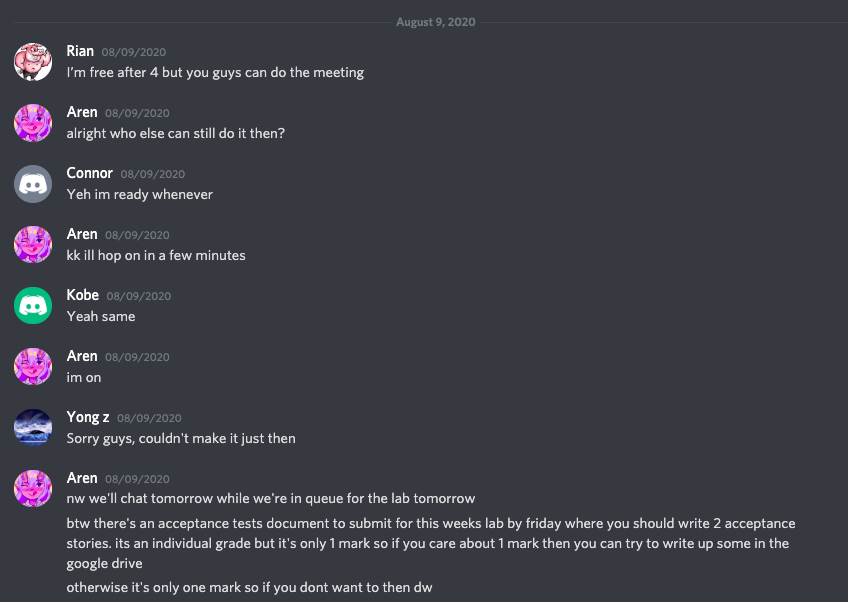 August 9, 2020
Rian 08/09/2020
I'm free after 4 but you guys can do the meeting
Aren 08/09/2020
alright who else can still do it then?
Connor 08/09/2020
Yeh im ready whenever
Aren 08/09/2020
kk ill hop on in a few minutes
Kobe 08/09/2020
Yeah same
Aren 08/09/2020
im on
Yong z 08/09/2020
Sorry guys, couldn't make it just then
Aren 08/09/2020
nw we'll chat tomorrow while we're in queue for the lab tomorrow
btw there's an acceptance tests document to submit for this weeks lab by friday where you should write 2 acceptance
stories. its an individual grade but it's only 1 mark so if you care about 1 mark then you can try to write up some in the
google drive
otherwise it's only one mark so if you dont want to then dw